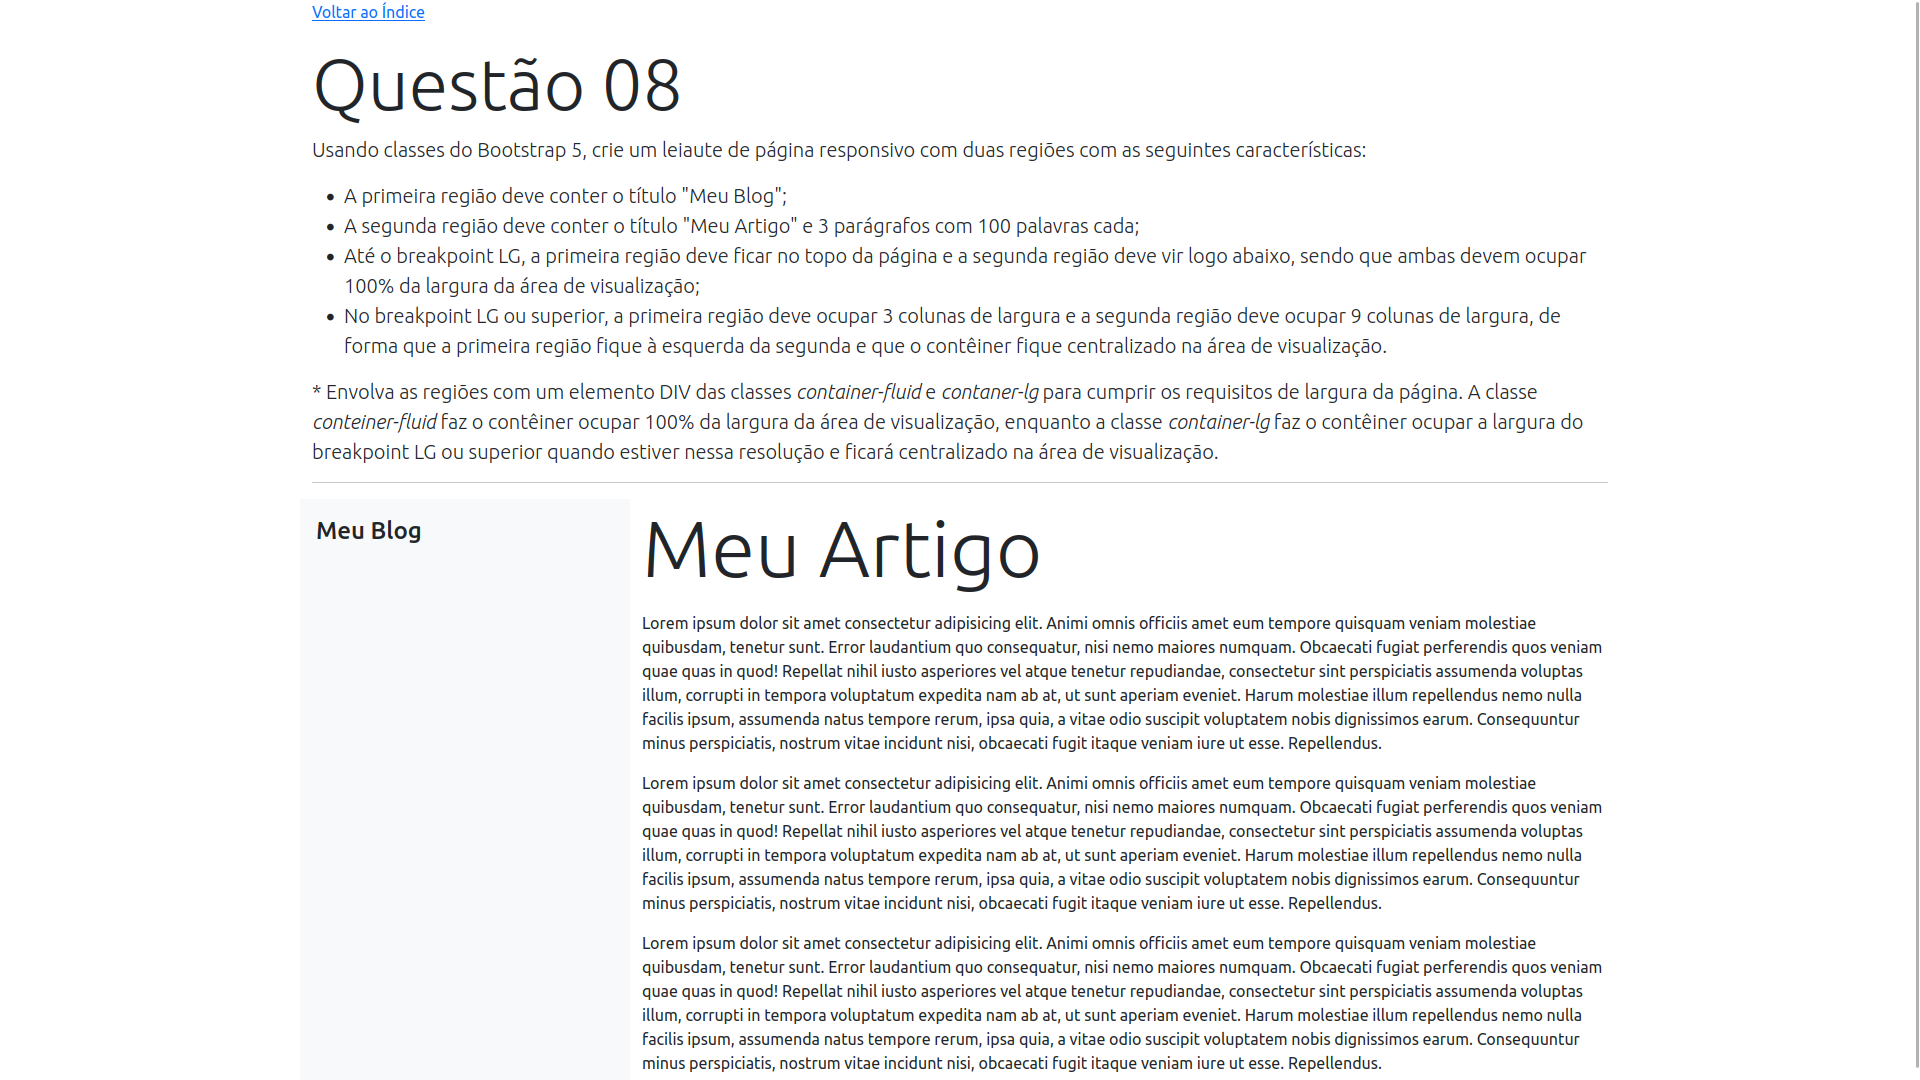 Voltar ao Índice
Questão 08
Usando classes do Bootstrap 5, crie um leiaute de página responsivo com duas regiões com as seguintes características:
• A primeira região deve conter o título "Meu Blog";
• A segunda região deve conter o título "Meu Artigo" e 3 parágrafos com 100 palavras cada;
• Até o breakpoint LG, a primeira região deve ficar no topo da página e a segunda região deve vir logo abaixo, sendo que ambas devem ocupar
100% da largura da área de visualização;
• No breakpoint LG ou superior, a primeira região deve ocupar 3 colunas de largura e a segunda região deve ocupar 9 colunas de largura, de
forma que a primeira região fique à esquerda da segunda e que o contêiner fique centralizado na área de visualização.
* Envolva as regiões com um elemento DIV das classes container-fluid e contaner-lg para cumprir os requisitos de largura da página. A classe
conteiner-fluid faz o contêiner ocupar 100% da largura da área de visualização, enquanto a classe container-lg faz o contêiner ocupar a largura do
breakpoint LG ou superior quando estiver nessa resolução e ficará centralizado na área de visualização.
Meu Blog
Meu Artigo
Lorem ipsum dolor sit amet consectetur adipisicing elit. Animi omnis officiis amet eum tempore quisquam veniam molestiae
quibusdam, tenetur sunt. Error laudantium quo consequatur, nisi nemo maiores numquam. Obcaecati fugiat perferendis quos veniam
quae quas in quod! Repellat nihil iusto asperiores vel atque tenetur repudiandae, consectetur sint perspiciatis assumenda voluptas
illum, corrupti in tempora voluptatum expedita nam ab at, ut sunt aperiam eveniet. Harum molestiae illum repellendus nemo nulla
facilis ipsum, assumenda natus tempore rerum, ipsa quia, a vitae odio suscipit voluptatem nobis dignissimos earum. Consequuntur
minus perspiciatis, nostrum vitae incidunt nisi, obcaecati fugit itaque veniam iure ut esse. Repellendus.
Lorem ipsum dolor sit amet consectetur adipisicing elit. Animi omnis officiis amet eum tempore quisquam veniam molestiae
quibusdam, tenetur sunt. Error laudantium quo consequatur, nisi nemo maiores numquam. Obcaecati fugiat perferendis quos veniam
quae quas in quod! Repellat nihil iusto asperiores vel atque tenetur repudiandae, consectetur sint perspiciatis assumenda voluptas
illum, corrupti in tempora voluptatum expedita nam ab at, ut sunt aperiam eveniet. Harum molestiae illum repellendus nemo nulla
facilis ipsum, assumenda natus tempore rerum, ipsa quia, a vitae odio suscipit voluptatem nobis dignissimos earum. Consequuntur
minus perspiciatis, nostrum vitae incidunt nisi, obcaecati fugit itaque veniam iure ut esse. Repellendus.
Lorem ipsum dolor sit amet consectetur adipisicing elit. Animi omnis officiis amet eum tempore quisquam veniam molestiae
quibusdam, tenetur sunt. Error laudantium quo consequatur, nisi nemo maiores numquam. Obcaecati fugiat perferendis quos veniam
quae quas in quod! Repellat nihil iusto asperiores vel atque tenetur repudiandae, consectetur sint perspiciatis assumenda voluptas
illum, corrupti in tempora voluptatum expedita nam ab at, ut sunt aperiam eveniet. Harum molestiae illum repellendus nemo nulla
facilis ipsum, assumenda natus tempore rerum, ipsa quia, a vitae odio suscipit voluptatem nobis dignissimos earum. Consequuntur
minus perspiciatis, nostrum vitae incidunt nisi, obcaecati fugit itaque veniam iure ut esse. Repellendus.